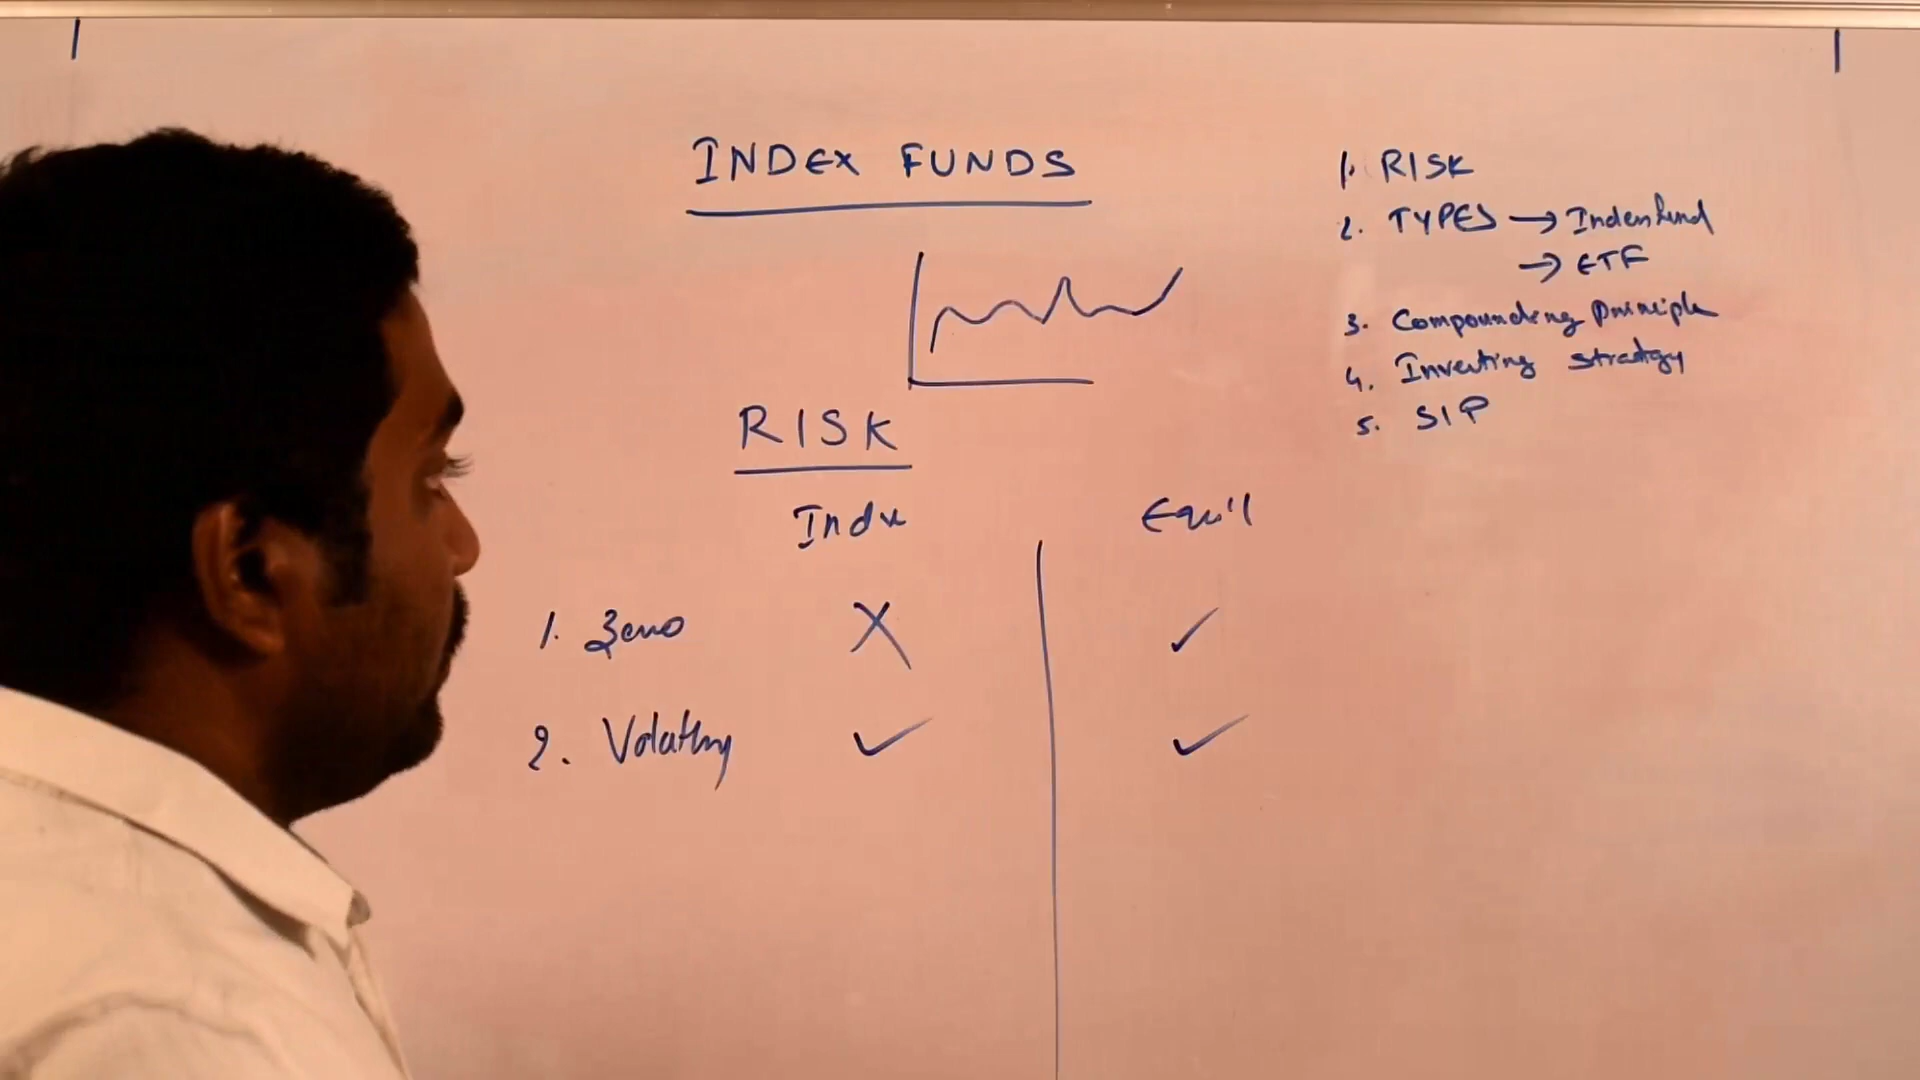 INDEX FUNDS
RISK
Index Equit
1. Zero X ✓
2. Volatility ✓ ✓
1. RISK
2. TYPES → Index fund
→ ETF
3. Compounding principle
4. Investing strategy
5. SIP